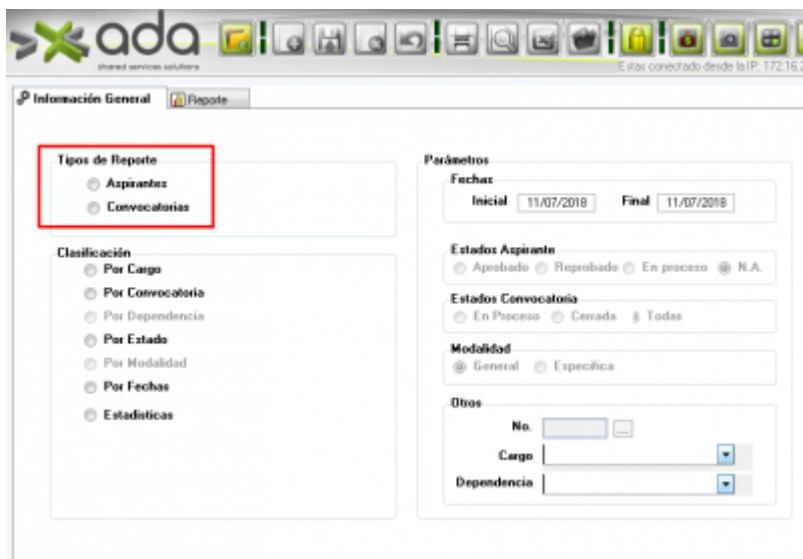 ada
shared services solutions
Estas conectado desde la IP: 172.16.2
Información General
Reporte
Tipos de Reporte
Aspirantes
Convocatorias
Clasificación
Por Cargo
Por Convocatoria
Por Dependencia
Por Estado
Por Modalidad
Por Fechas
Estadisticas
Parámetros
Fechas
Inicial 11/07/2018 Final 11/07/2018
Estados Aspirante
Aprobado Reprobado En proceso N.A.
Estados Convocatoria
En Proceso Cerrada Todas
Modalidad
General Especifica
Otros
No. ...
Cargo
Dependencia